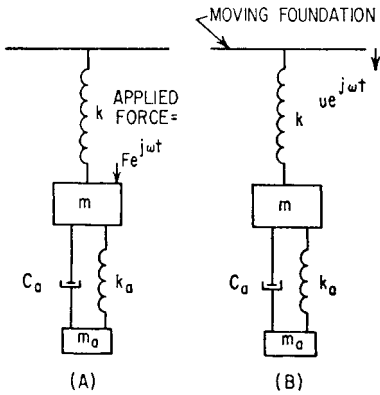 MOVING FOUNDATION
k
APPLIED
FORCE=
Fe^{jωt}
m
C_a
k_a
m_a
(A)
ue^{jωt}
k
m
C_a
k_a
m_a
(B)